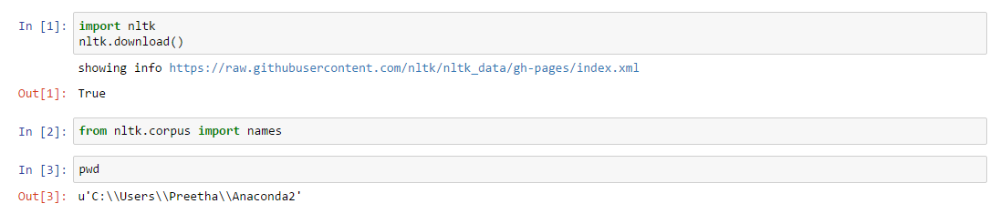 In [1]: import nltk
nltk.download()
showing info https://raw.githubusercontent.com/nltk/nltk_data/gh-pages/index.xml
Out[1]: True
In [2]: from nltk.corpus import names
In [3]: pwd
Out[3]: u'C:\\Users\\Preetha\\Anaconda2'